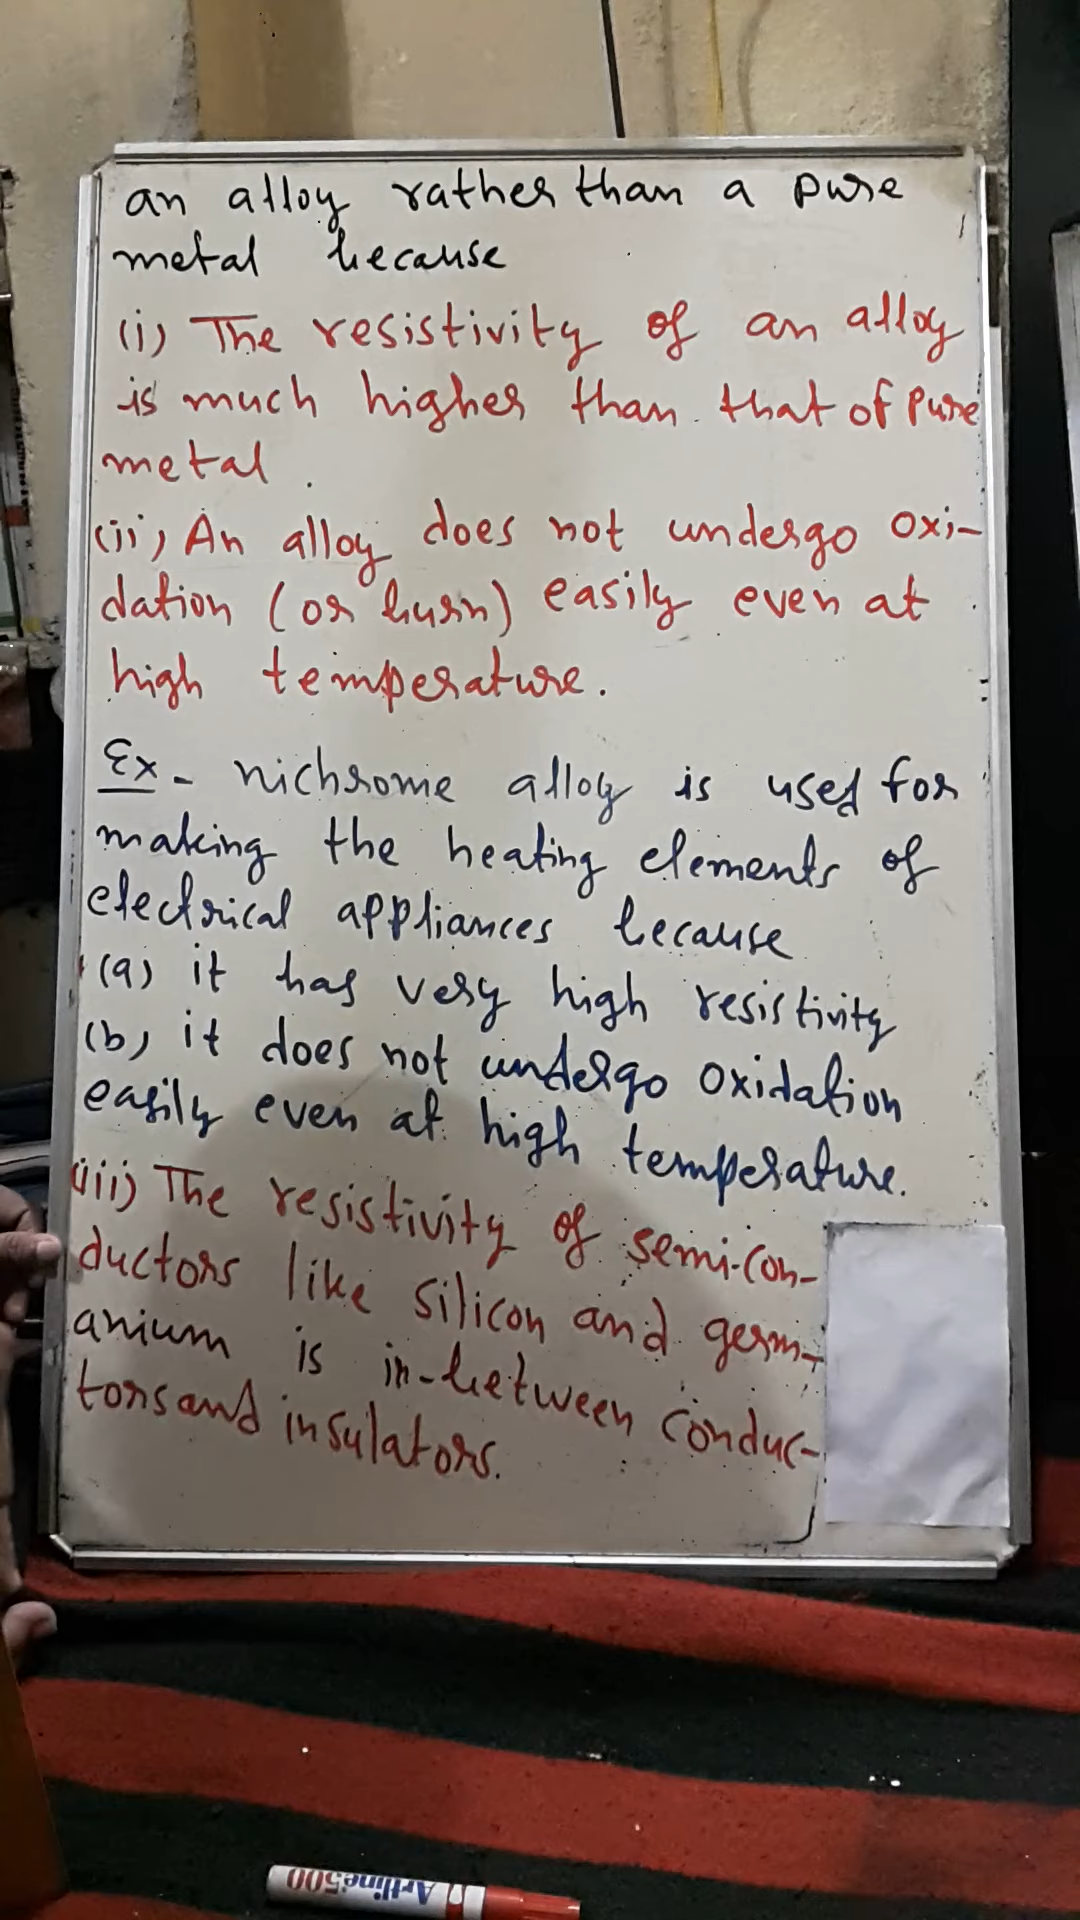 an alloy rather than a pure
metal because
(i) The resistivity of an alloy
is much higher than that of pure
metal.
(ii) An alloy does not undergo oxi-
dation (or burn) easily even at
high temperature.
Ex - nichrome alloy is used for
making the heating elements of
electrical appliances because
(a) it has very high resistivity
(b) it does not undergo oxidation
easily even at high temperature.
(iii) The resistivity of semi-con-
ductors like silicon and germ-
anium is in-between conduc-
tors and insulators.
Artline 500